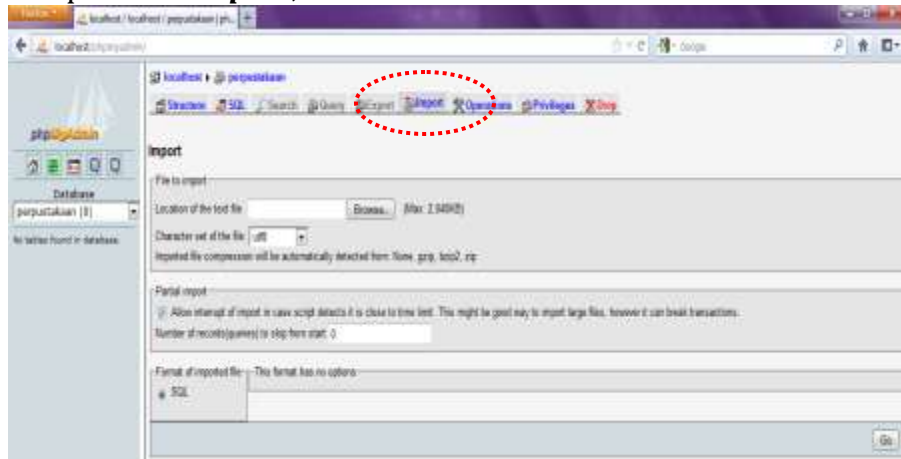 localhost / localhost / perpustakaan | ph...
localhost/phpmyadmin/
Google
localhost
perpustakaan
Structure
SQL
Search
Query
Export
Import
Operations
Privileges
Drop
phpMyAdmin
Import
Database
perpustakaan (0)
No tables found in database.
File to import
Location of the text file
Browse...
(Max: 2,048KB)
Character set of the file:
utf8
Imported file compression will be automatically detected from: None, gzip, bzip2, zip
Partial import
Allow interrupt of import in case script detects it is close to time limit. This might be good way to import large files, however it can break transactions.
Number of records(queries) to skip from start
0
Format of imported file
This format has no options
SQL
Go